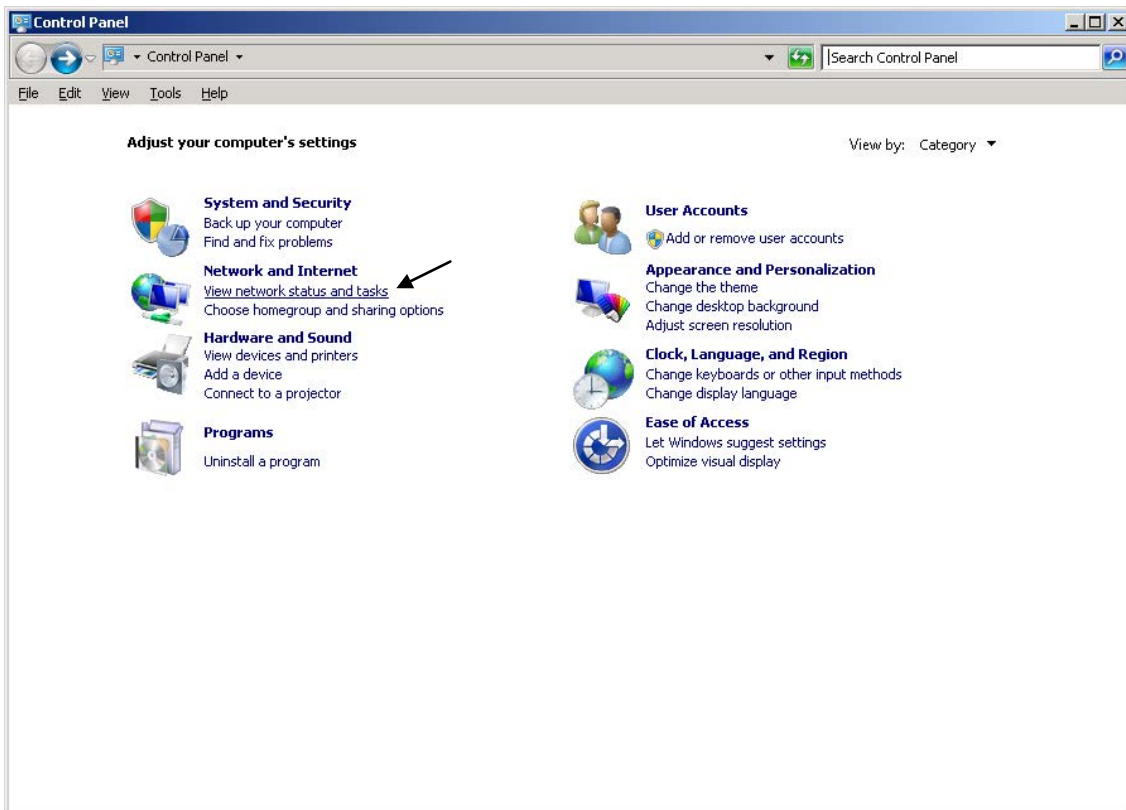 Control Panel
Control Panel
Search Control Panel
File Edit View Tools Help
Adjust your computer's settings
View by: Category
System and Security
Back up your computer
Find and fix problems
Network and Internet
View network status and tasks
Choose homegroup and sharing options
Hardware and Sound
View devices and printers
Add a device
Connect to a projector
Programs
Uninstall a program
User Accounts
Add or remove user accounts
Appearance and Personalization
Change the theme
Change desktop background
Adjust screen resolution
Clock, Language, and Region
Change keyboards or other input methods
Change display language
Ease of Access
Let Windows suggest settings
Optimize visual display